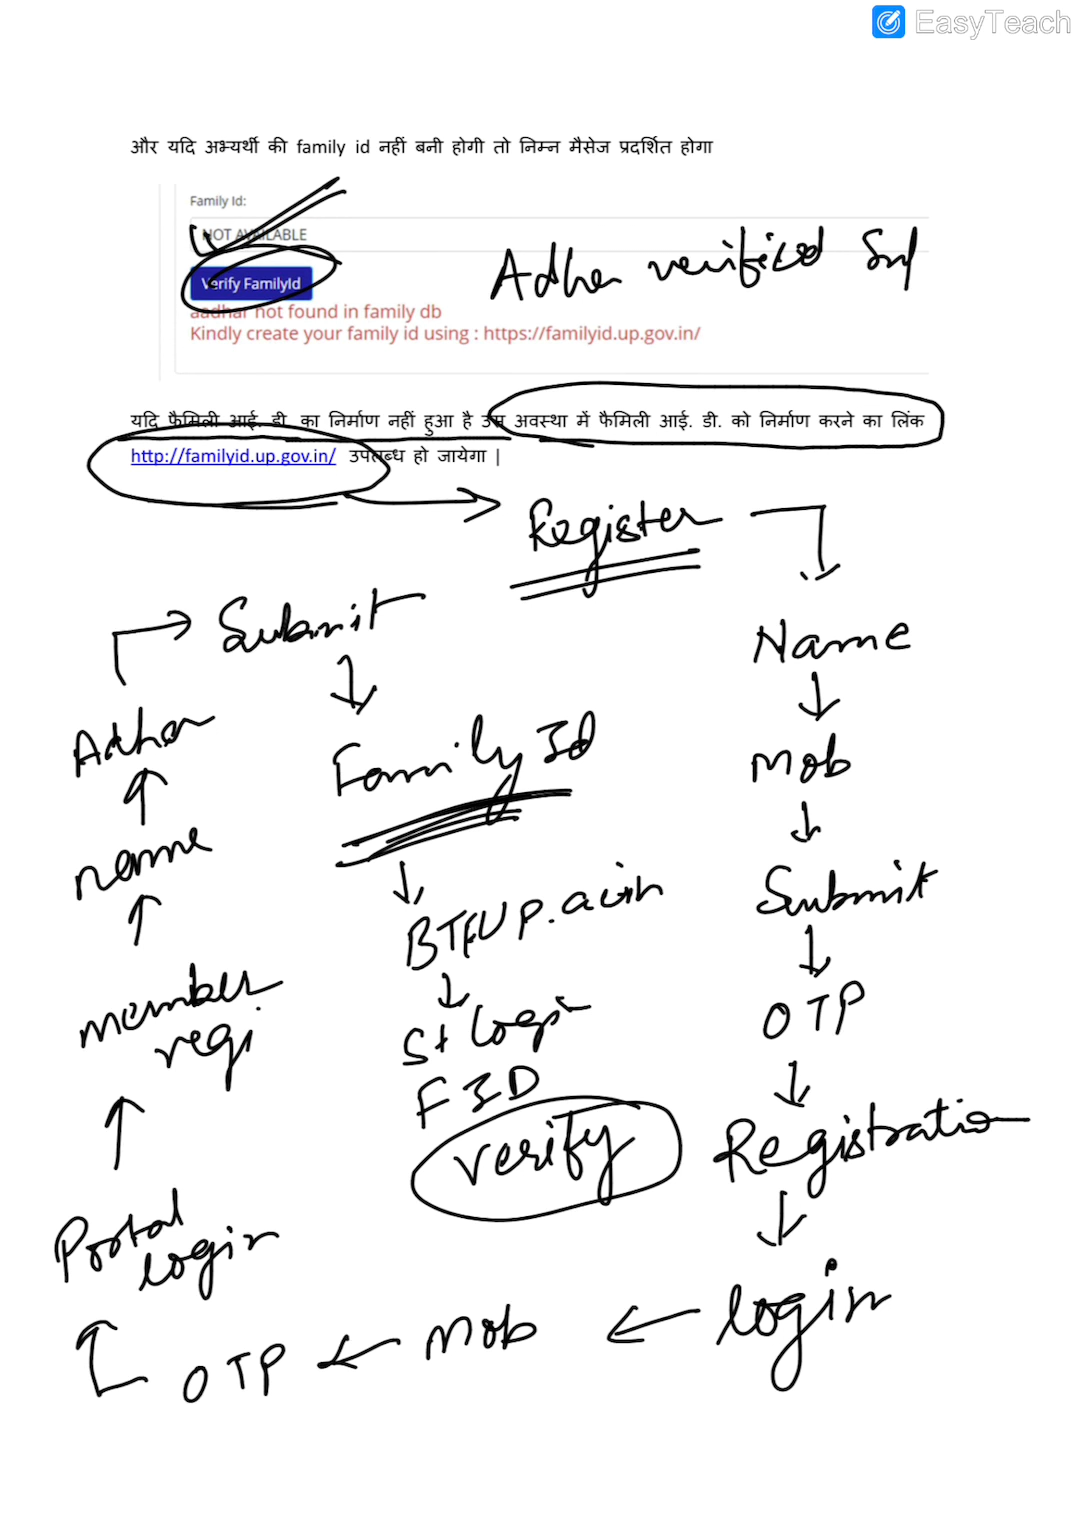 EasyTeach
और यदि अभ्यर्थी की family id नहीं बनी होगी तो निम्न मैसेज प्रदर्शित होगा
Family Id:
NOT AVAILABLE
Verify FamilyId
Adhar verified
aadhar not found in family db
Kindly create your family id using : https://familyid.up.gov.in/
यदि फैमिली आई. डी. का निर्माण नहीं हुआ है उस अवस्था में फैमिली आई. डी. को निर्माण करने का लिंक
http://familyid.up.gov.in/ उपलब्ध हो जायेगा |
Register
Name
Mob
Submit
OTP
Registration
login
Mob
OTP
Portal
login
member
regi
name
Adhar
Submit
Family Id
St login
FID
verify